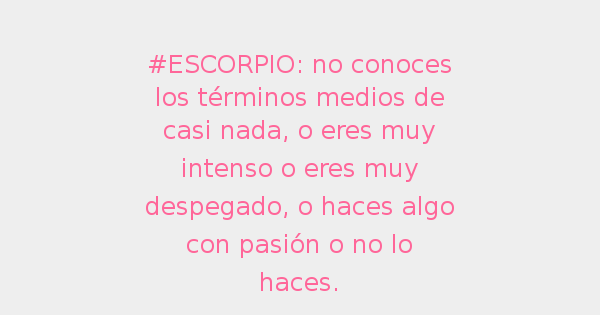 #ESCORPIO: no conoces
los términos medios de
casi nada, o eres muy
intenso o eres muy
despegado, o haces algo
con pasión o no lo
haces.